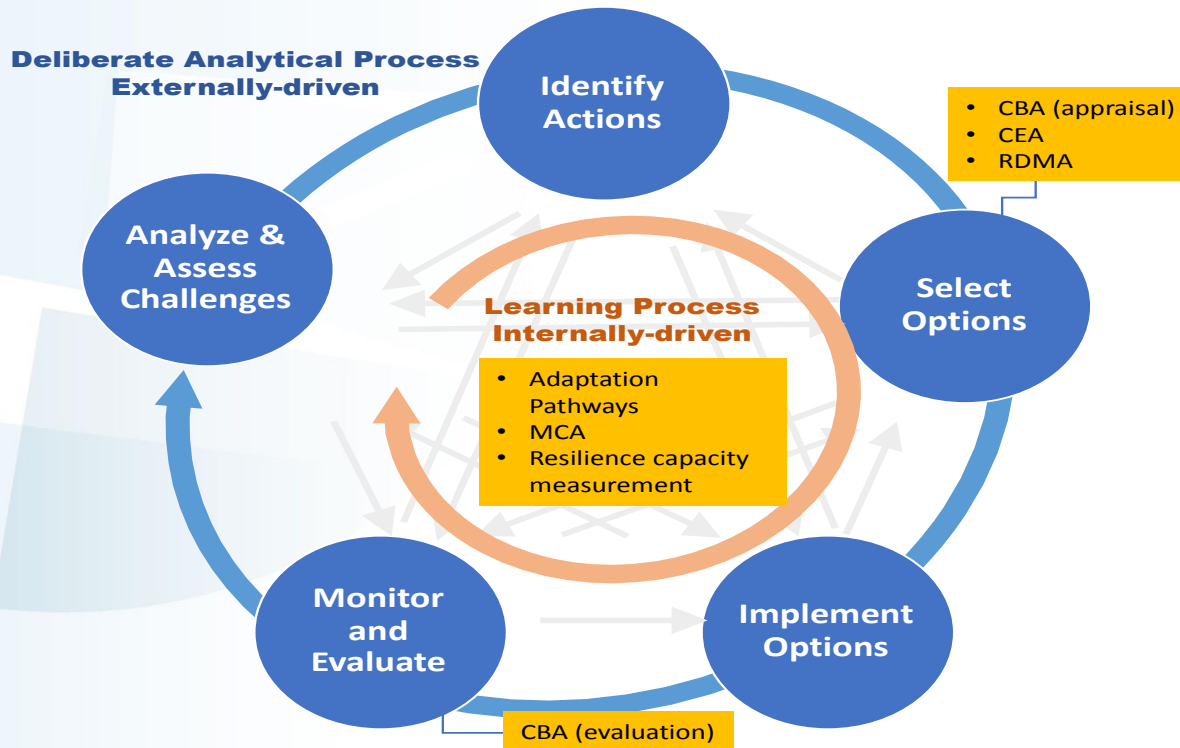 Deliberate Analytical Process
Externally-driven
Identify
Actions
• CBA (appraisal)
• CEA
• RDMA
Analyze &
Assess
Challenges
Select
Options
Learning Process
Internally-driven
• Adaptation
Pathways
• MCA
• Resilience capacity
measurement
Monitor
and
Evaluate
Implement
Options
CBA (evaluation)